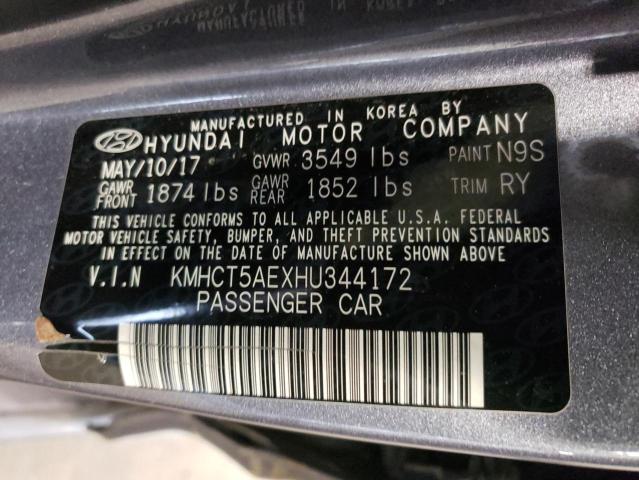 MANUFACTURED IN KOREA BY
HYUNDAI MOTOR COMPANY
MAY/10/17 GVWR 3549 lbs PAINT N9S
GAWR FRONT 1874 lbs GAWR REAR 1852 lbs TRIM RY
THIS VEHICLE CONFORMS TO ALL APPLICABLE U.S.A. FEDERAL
MOTOR VEHICLE SAFETY, BUMPER, AND THEFT PREVENTION STANDARDS
IN EFFECT ON THE DATE OF MANUFACTURE SHOWN ABOVE
V.I.N KMHCT5AEXHU344172
PASSENGER CAR